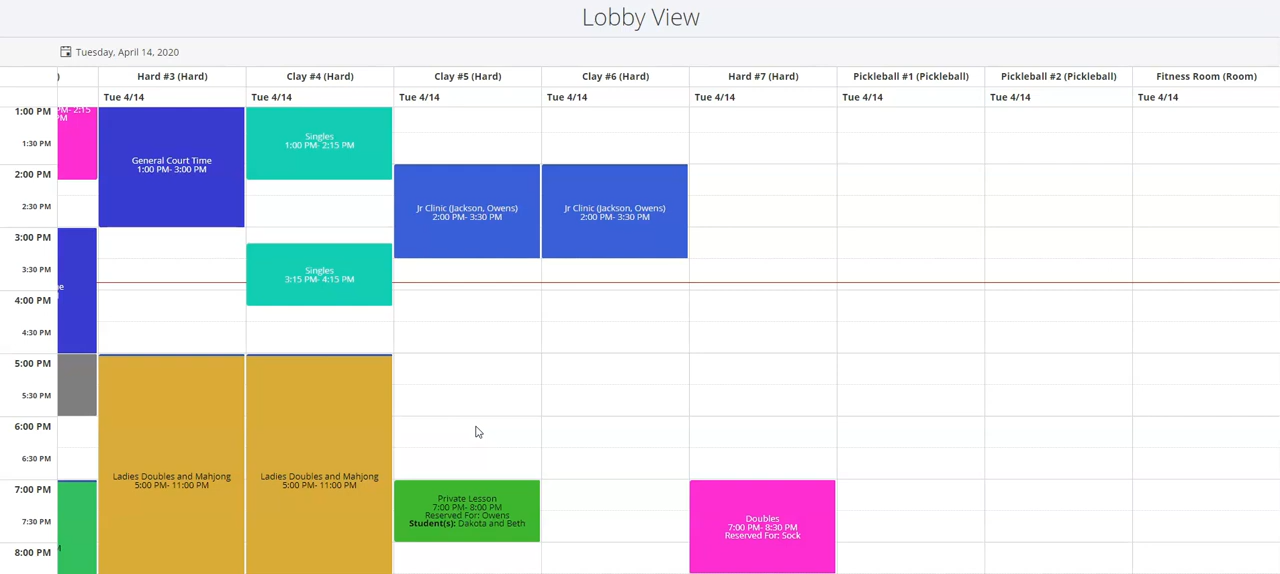 Lobby View
Tuesday, April 14, 2020
)
Hard #3 (Hard)
Clay #4 (Hard)
Clay #5 (Hard)
Clay #6 (Hard)
Hard #7 (Hard)
Pickleball #1 (Pickleball)
Pickleball #2 (Pickleball)
Fitness Room (Room)
Tue 4/14
Tue 4/14
Tue 4/14
Tue 4/14
Tue 4/14
Tue 4/14
Tue 4/14
Tue 4/14
1:00 PM
1:30 PM
2:00 PM
2:30 PM
3:00 PM
3:30 PM
4:00 PM
4:30 PM
5:00 PM
5:30 PM
6:00 PM
6:30 PM
7:00 PM
7:30 PM
8:00 PM
PM- 2:15
PM
General Court Time
1:00 PM- 3:00 PM
Singles
1:00 PM- 2:15 PM
Jr Clinic (Jackson, Owens)
2:00 PM- 3:30 PM
Jr Clinic (Jackson, Owens)
2:00 PM- 3:30 PM
Singles
3:15 PM- 4:15 PM
Ladies Doubles and Mahjong
5:00 PM- 11:00 PM
Ladies Doubles and Mahjong
5:00 PM- 11:00 PM
Private Lesson
7:00 PM- 8:00 PM
Reserved For: Owens
Student(s): Dakota and Beth
Doubles
7:00 PM- 8:30 PM
Reserved For: Sock